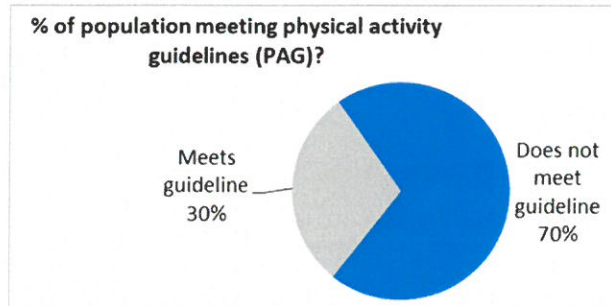 % of population meeting physical activity
guidelines (PAG)?
Meets
guideline
30%
Does not
meet
guideline
70%